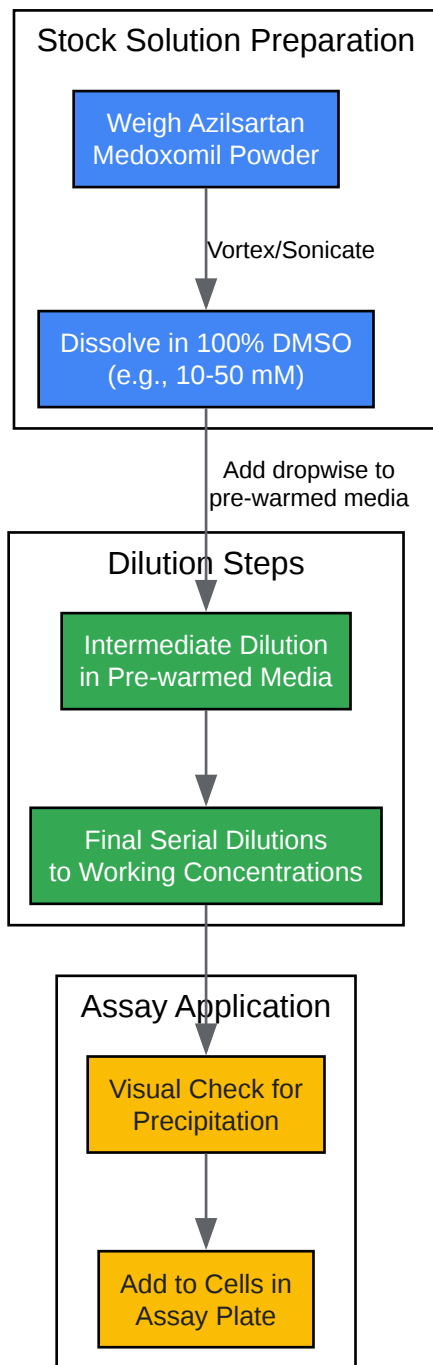 Stock Solution Preparation
Weigh Azilsartan
Medoxomil Powder
Vortex/Sonicate
Dissolve in 100% DMSO
(e.g., 10-50 mM)
Add dropwise to
pre-warmed media
Dilution Steps
Intermediate Dilution
in Pre-warmed Media
Final Serial Dilutions
to Working Concentrations
Assay Application
Visual Check for
Precipitation
Add to Cells in
Assay Plate